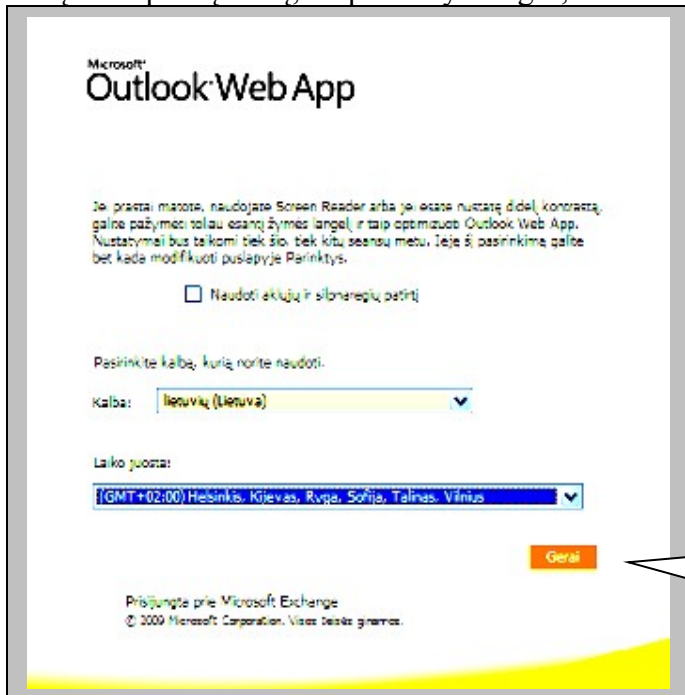 Microsoft®
Outlook Web App
Jei prastai matote, naudojate Screen Reader arba jei esate nustatę didelį kontrastą,
galite pažymėti toliau esantį žymės langelį ir taip optimizuoti Outlook Web App.
Nustatymai bus taikomi tiek šio, tiek kitų seansų metu. Įėję šį pasirinkimą galite
bet kada modifikuoti puslapyje Parinktys.
Naudoti aklųjų ir silpnaregių patirtį
Pasirinkite kalbą, kurią norite naudoti.
Kalba: lietuvių (Lietuva)
Laiko juosta:
(GMT+02:00) Helsinkis, Kijevas, Ryga, Sofija, Talinas, Vilnius
Gerai
Prisijungta prie Microsoft Exchange
© 2009 Microsoft Corporation. Visos teisės ginamos.